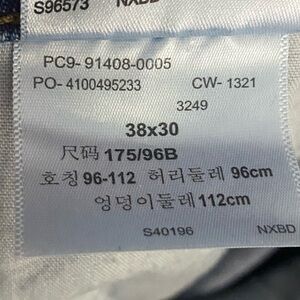 S96573 NXBD
PC9- 91408-0005
PO- 4100495233 CW- 1321
3249
38x30
尺码 175/96B
호칭 96-112 허리둘레 96cm
엉덩이둘레 112cm
S40196 NXBD